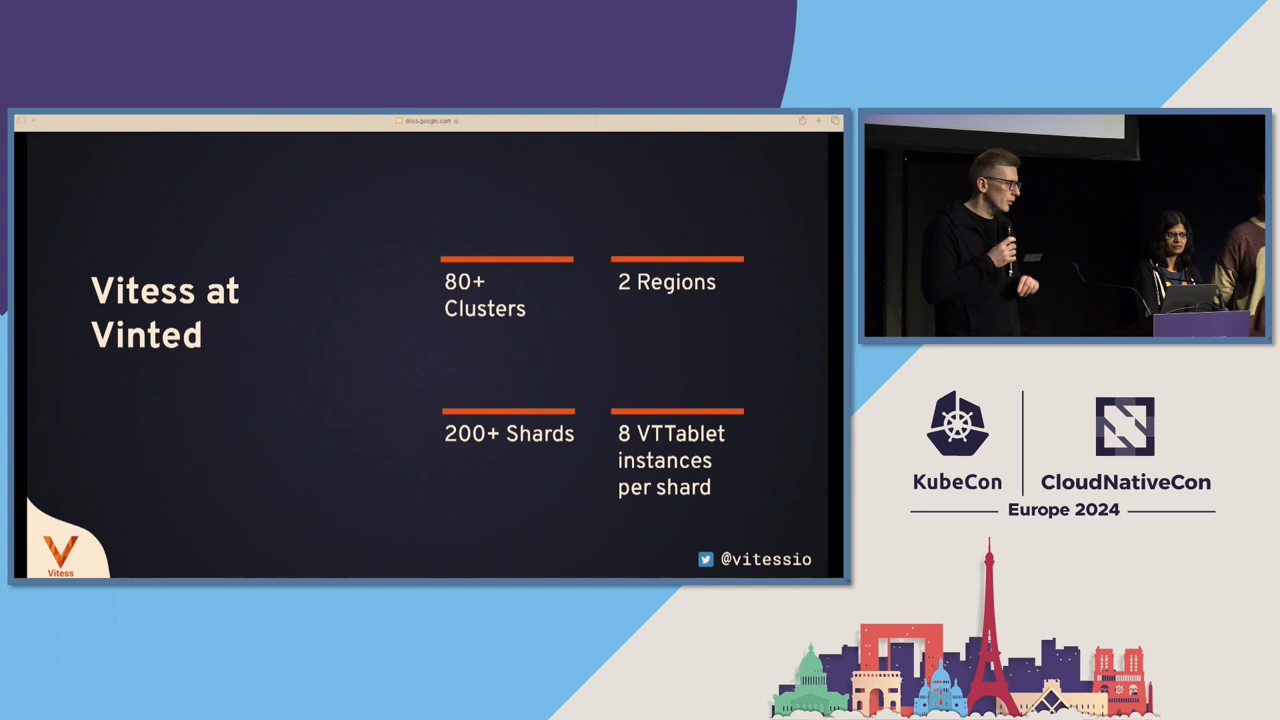 docs.google.com
Vitess at
Vinted
80+
Clusters
2 Regions
200+ Shards
8 VTTablet
instances
per shard
Vitess
@vitessio
KubeCon
CloudNativeCon
Europe 2024